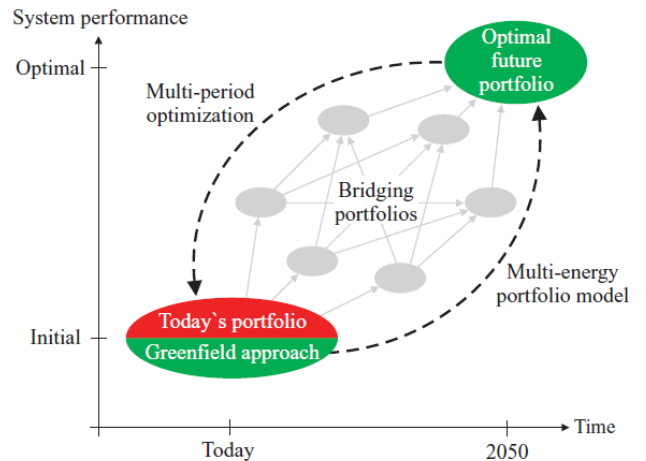 System performance
Optimal
Optimal
future
portfolio
Multi-period
optimization
Bridging
portfolios
Multi-energy
portfolio model
Initial
Today`s portfolio
Greenfield approach
Time
Today
2050